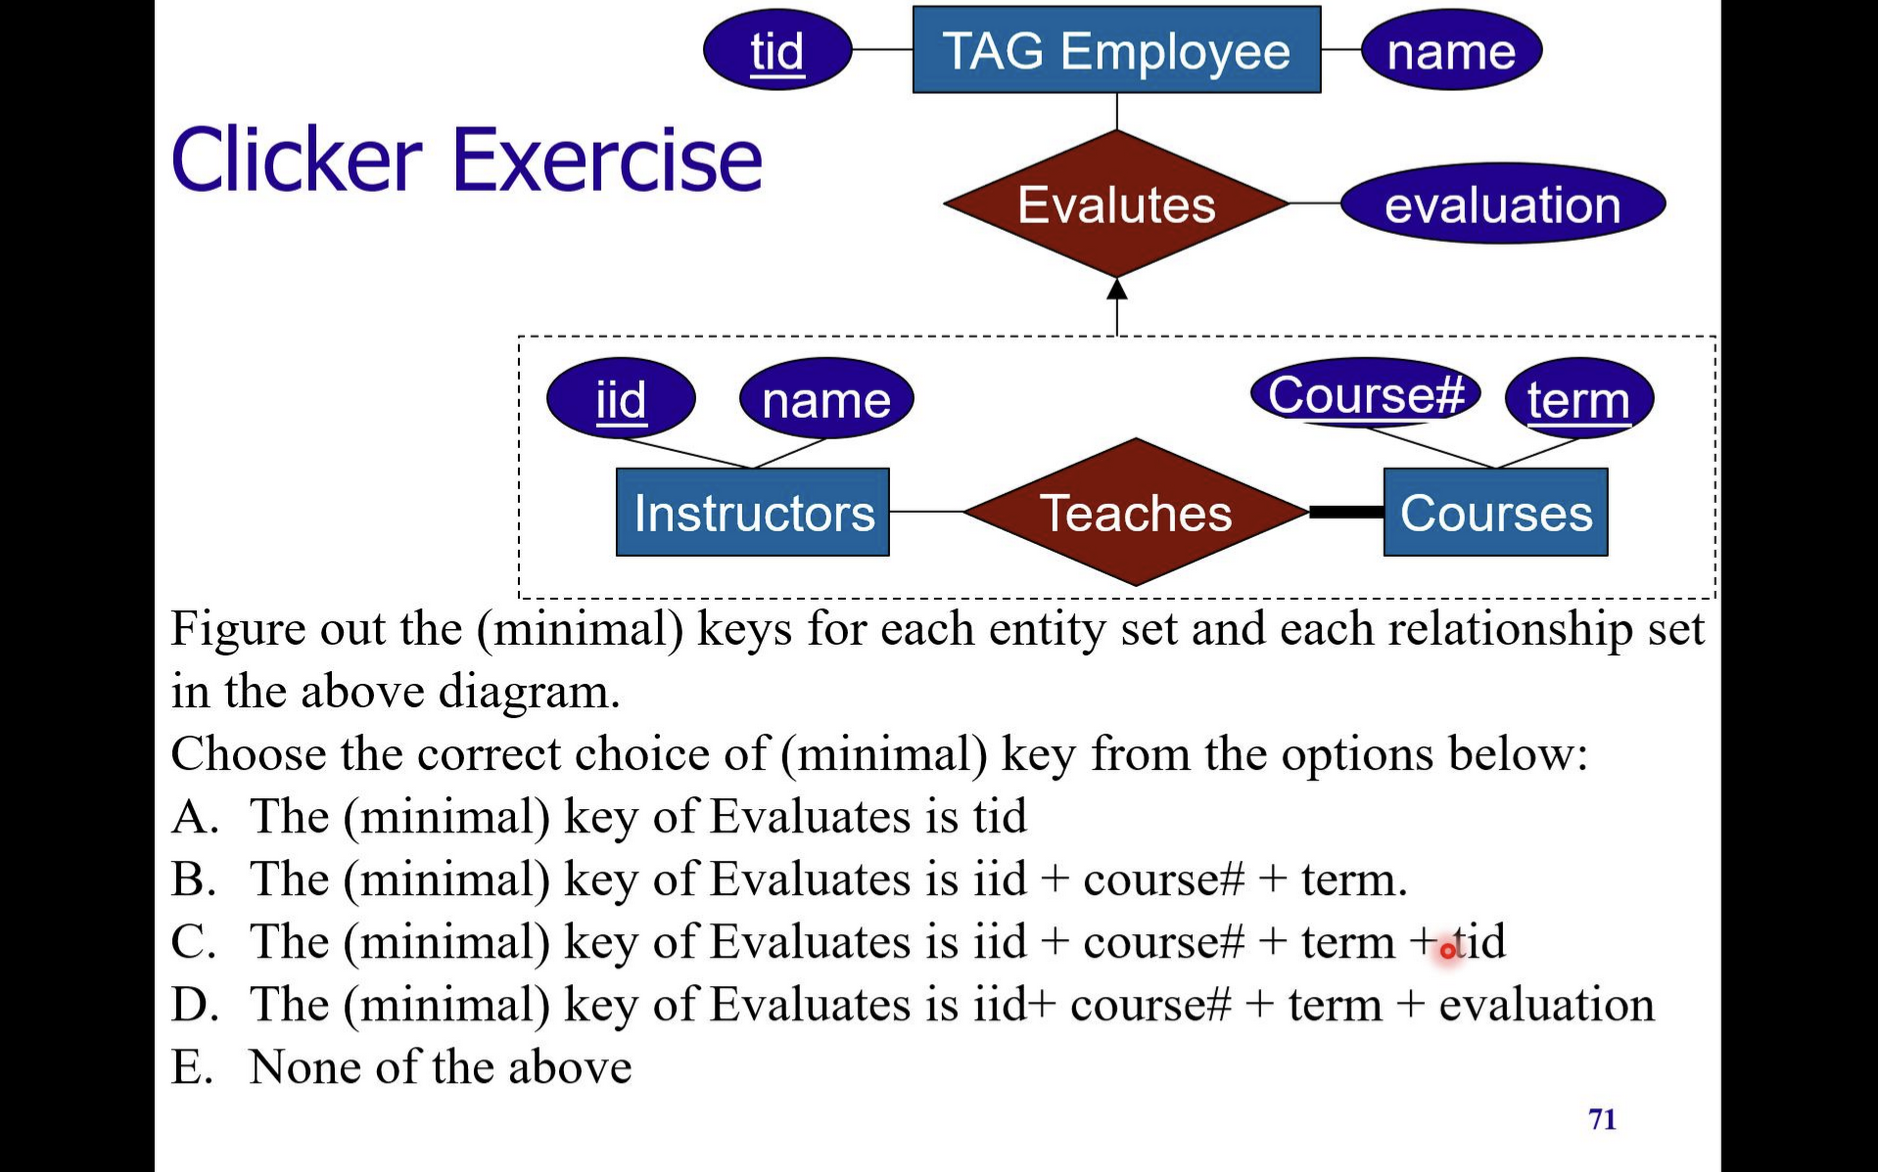 tid
TAG Employee
name
Clicker Exercise
Evalutes
evaluation
iid
name
Course#
term
Instructors
Teaches
Courses
Figure out the (minimal) keys for each entity set and each relationship set
in the above diagram.
Choose the correct choice of (minimal) key from the options below:
A. The (minimal) key of Evaluates is tid
B. The (minimal) key of Evaluates is iid + course# + term.
C. The (minimal) key of Evaluates is iid + course# + term + tid
D. The (minimal) key of Evaluates is iid+ course# + term + evaluation
E. None of the above
71